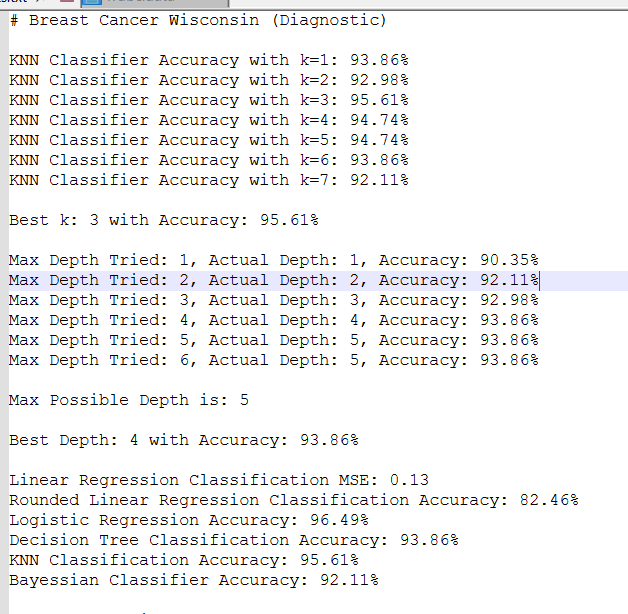 # Breast Cancer Wisconsin (Diagnostic)
KNN Classifier Accuracy with k=1: 93.86%
KNN Classifier Accuracy with k=2: 92.98%
KNN Classifier Accuracy with k=3: 95.61%
KNN Classifier Accuracy with k=4: 94.74%
KNN Classifier Accuracy with k=5: 94.74%
KNN Classifier Accuracy with k=6: 93.86%
KNN Classifier Accuracy with k=7: 92.11%
Best k: 3 with Accuracy: 95.61%
Max Depth Tried: 1, Actual Depth: 1, Accuracy: 90.35%
Max Depth Tried: 2, Actual Depth: 2, Accuracy: 92.11%
Max Depth Tried: 3, Actual Depth: 3, Accuracy: 92.98%
Max Depth Tried: 4, Actual Depth: 4, Accuracy: 93.86%
Max Depth Tried: 5, Actual Depth: 5, Accuracy: 93.86%
Max Depth Tried: 6, Actual Depth: 5, Accuracy: 93.86%
Max Possible Depth is: 5
Best Depth: 4 with Accuracy: 93.86%
Linear Regression Classification MSE: 0.13
Rounded Linear Regression Classification Accuracy: 82.46%
Logistic Regression Accuracy: 96.49%
Decision Tree Classification Accuracy: 93.86%
KNN Classification Accuracy: 95.61%
Bayessian Classifier Accuracy: 92.11%